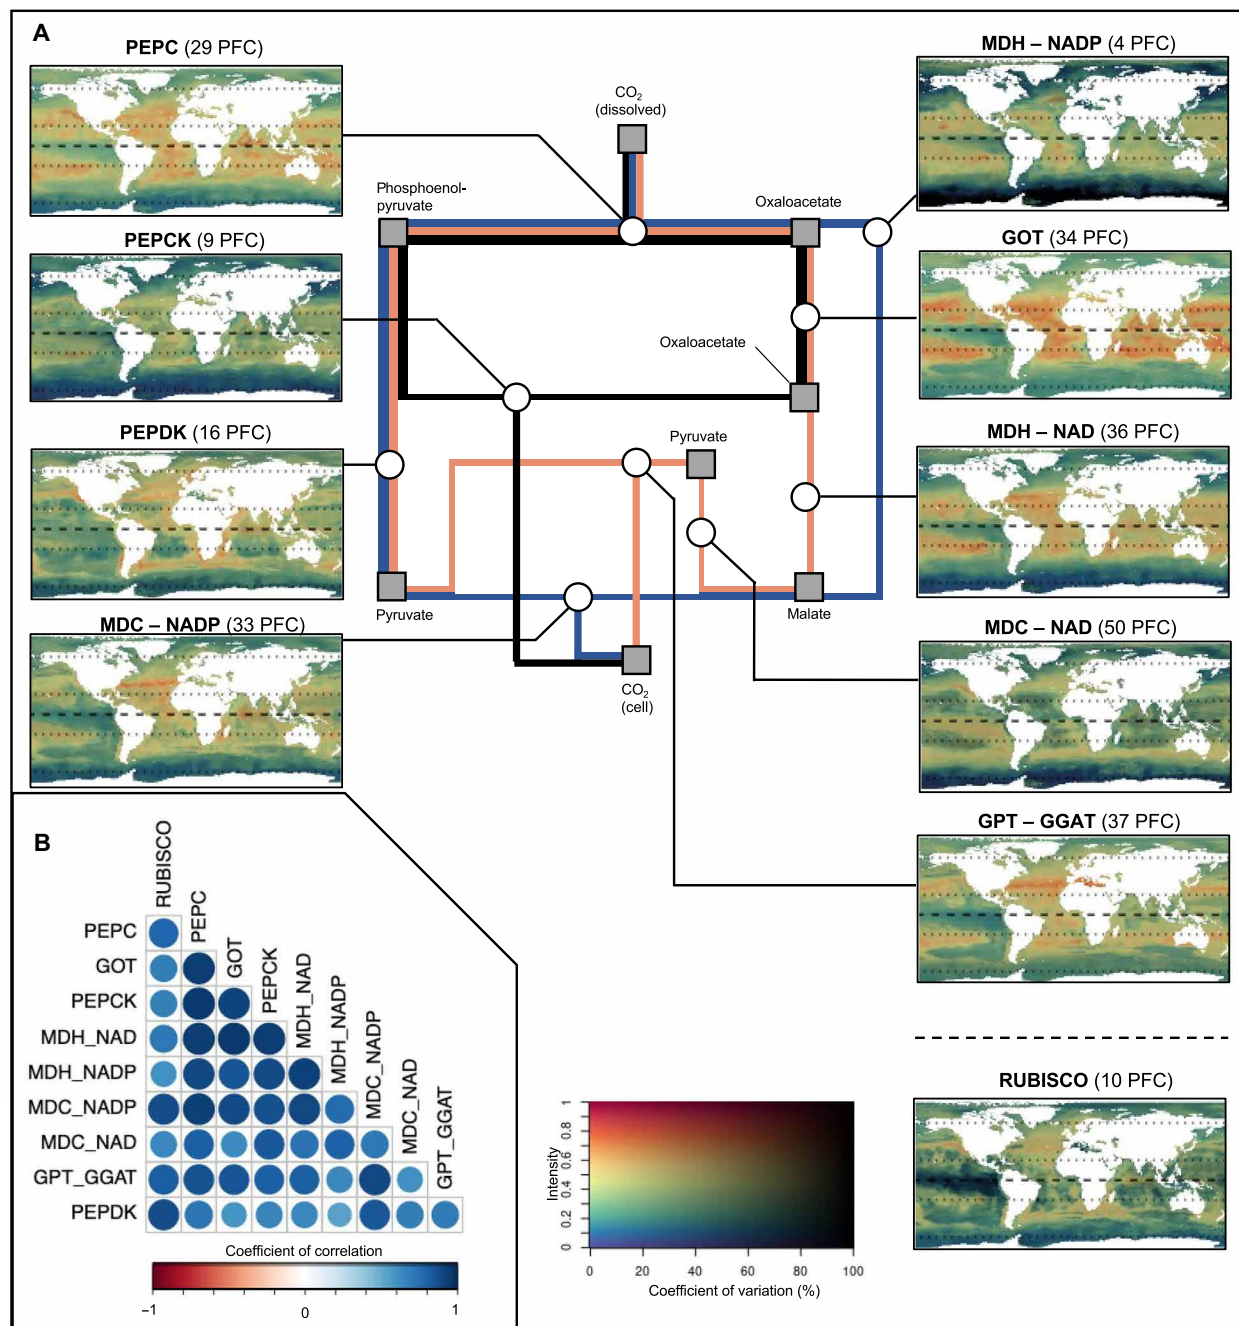 A
PEPC (29 PFC)
PEPCK (9 PFC)
PEPDK (16 PFC)
MDC – NADP (33 PFC)
CO2
(dissolved)
Phosphoenol-
pyruvate
Oxaloacetate
Oxaloacetate
Pyruvate
Pyruvate
Malate
CO2
(cell)
MDH – NADP (4 PFC)
GOT (34 PFC)
MDH – NAD (36 PFC)
MDC – NAD (50 PFC)
GPT – GGAT (37 PFC)
RUBISCO (10 PFC)
B
RUBISCO
PEPC
GOT
PEPCK
MDH_NAD
MDH_NADP
MDC_NADP
MDC_NAD
GPT_GGAT
PEPC
GOT
PEPCK
MDH_NAD
MDH_NADP
MDC_NADP
MDC_NAD
GPT_GGAT
PEPDK
Coefficient of correlation
−1
0
1
Intensity
1
0.8
0.6
0.4
0.2
0
0 20 40 60 80 100
Coefficient of variation (%)